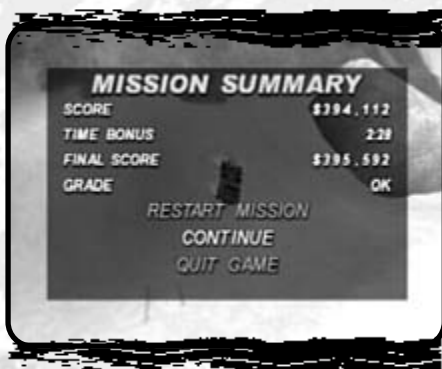 MISSION SUMMARY
SCORE $394,112
TIME BONUS 2:28
FINAL SCORE $395,592
GRADE OK
RESTART MISSION
CONTINUE
QUIT GAME